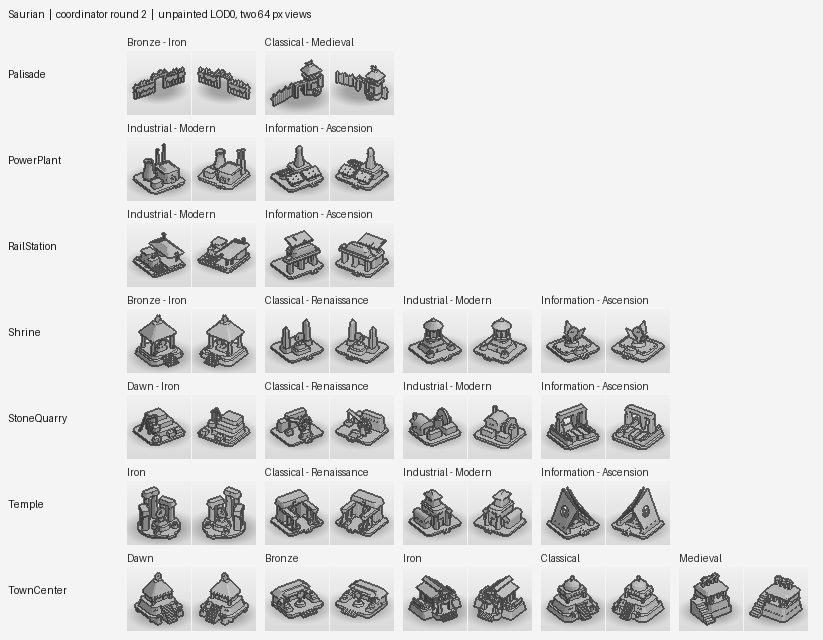 Saurian | coordinator round 2 | unpainted LOD0, two 64 px views
Bronze - Iron Classical - Medieval
Palisade
Industrial - Modern Information - Ascension
PowerPlant
Industrial - Modern Information - Ascension
RailStation
Bronze - Iron Classical - Renaissance Industrial - Modern Information - Ascension
Shrine
Dawn - Iron Classical - Renaissance Industrial - Modern Information - Ascension
StoneQuarry
Iron Classical - Renaissance Industrial - Modern Information - Ascension
Temple
Dawn Bronze Iron Classical Medieval
TownCenter